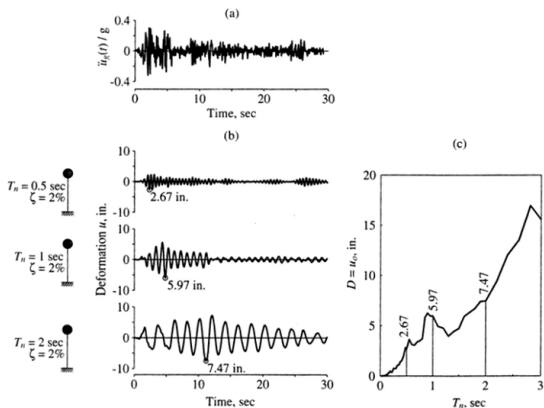 (a)
0.4
0
-0.4
üg(t) / g
0 10 20 30
Time, sec
(b)
Tn = 0.5 sec
ζ = 2%
10
0
-10
2.67 in.
Tn = 1 sec
ζ = 2%
Deformation u, in.
10
0
-10
5.97 in.
Tn = 2 sec
ζ = 2%
10
0
-10
7.47 in.
0 10 20 30
Time, sec
(c)
20
15
10
5
0
D = uo, in.
2.67
5.97
7.47
0 1 2 3
Tn, sec